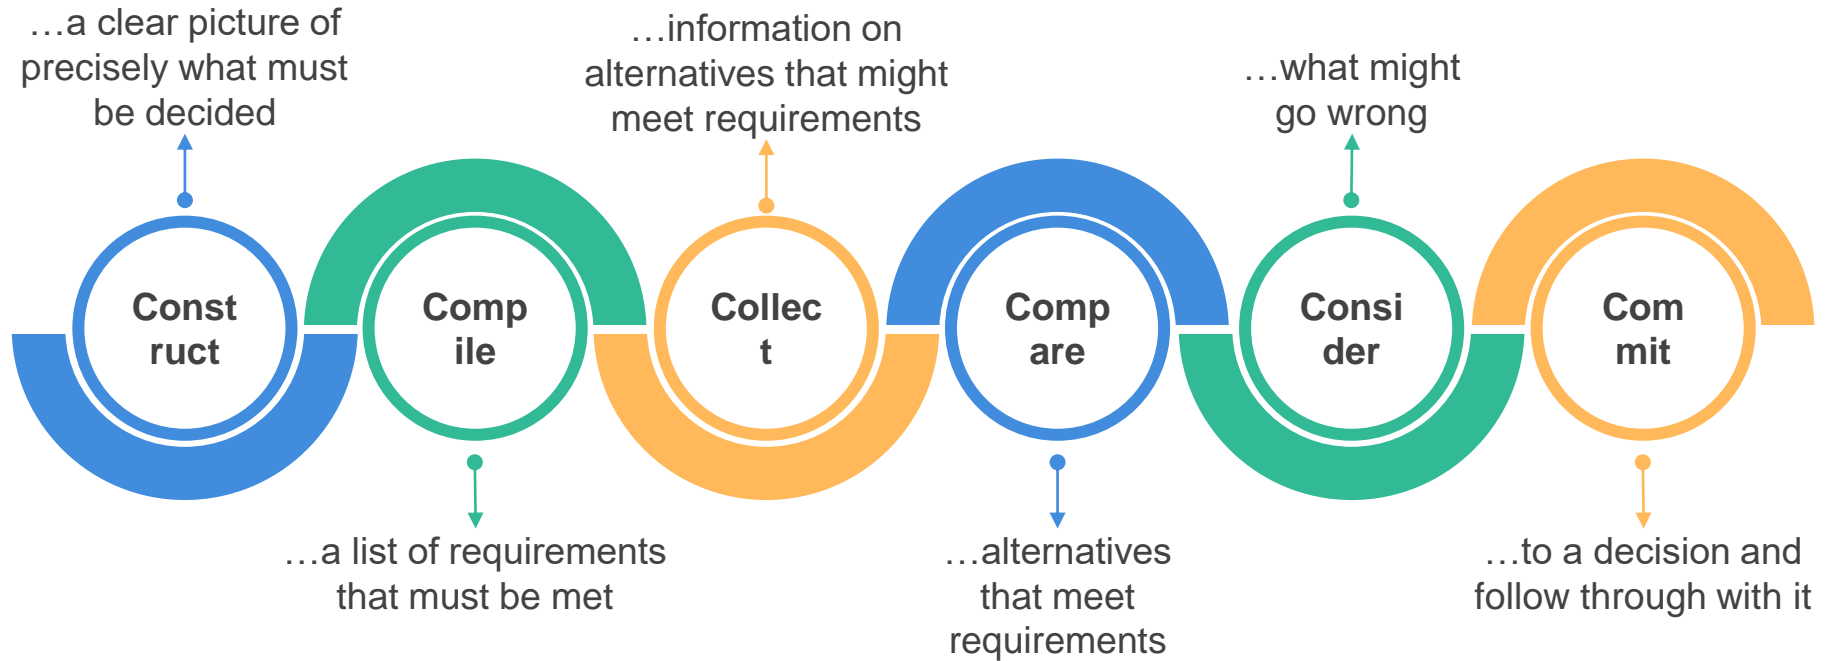 …a clear picture of
precisely what must
be decided
Const
ruct
Comp
ile
…a list of requirements
that must be met
…information on
alternatives that might
meet requirements
Collec
t
Comp
are
…alternatives
that meet
requirements
…what might
go wrong
Consi
der
Com
mit
…to a decision and
follow through with it